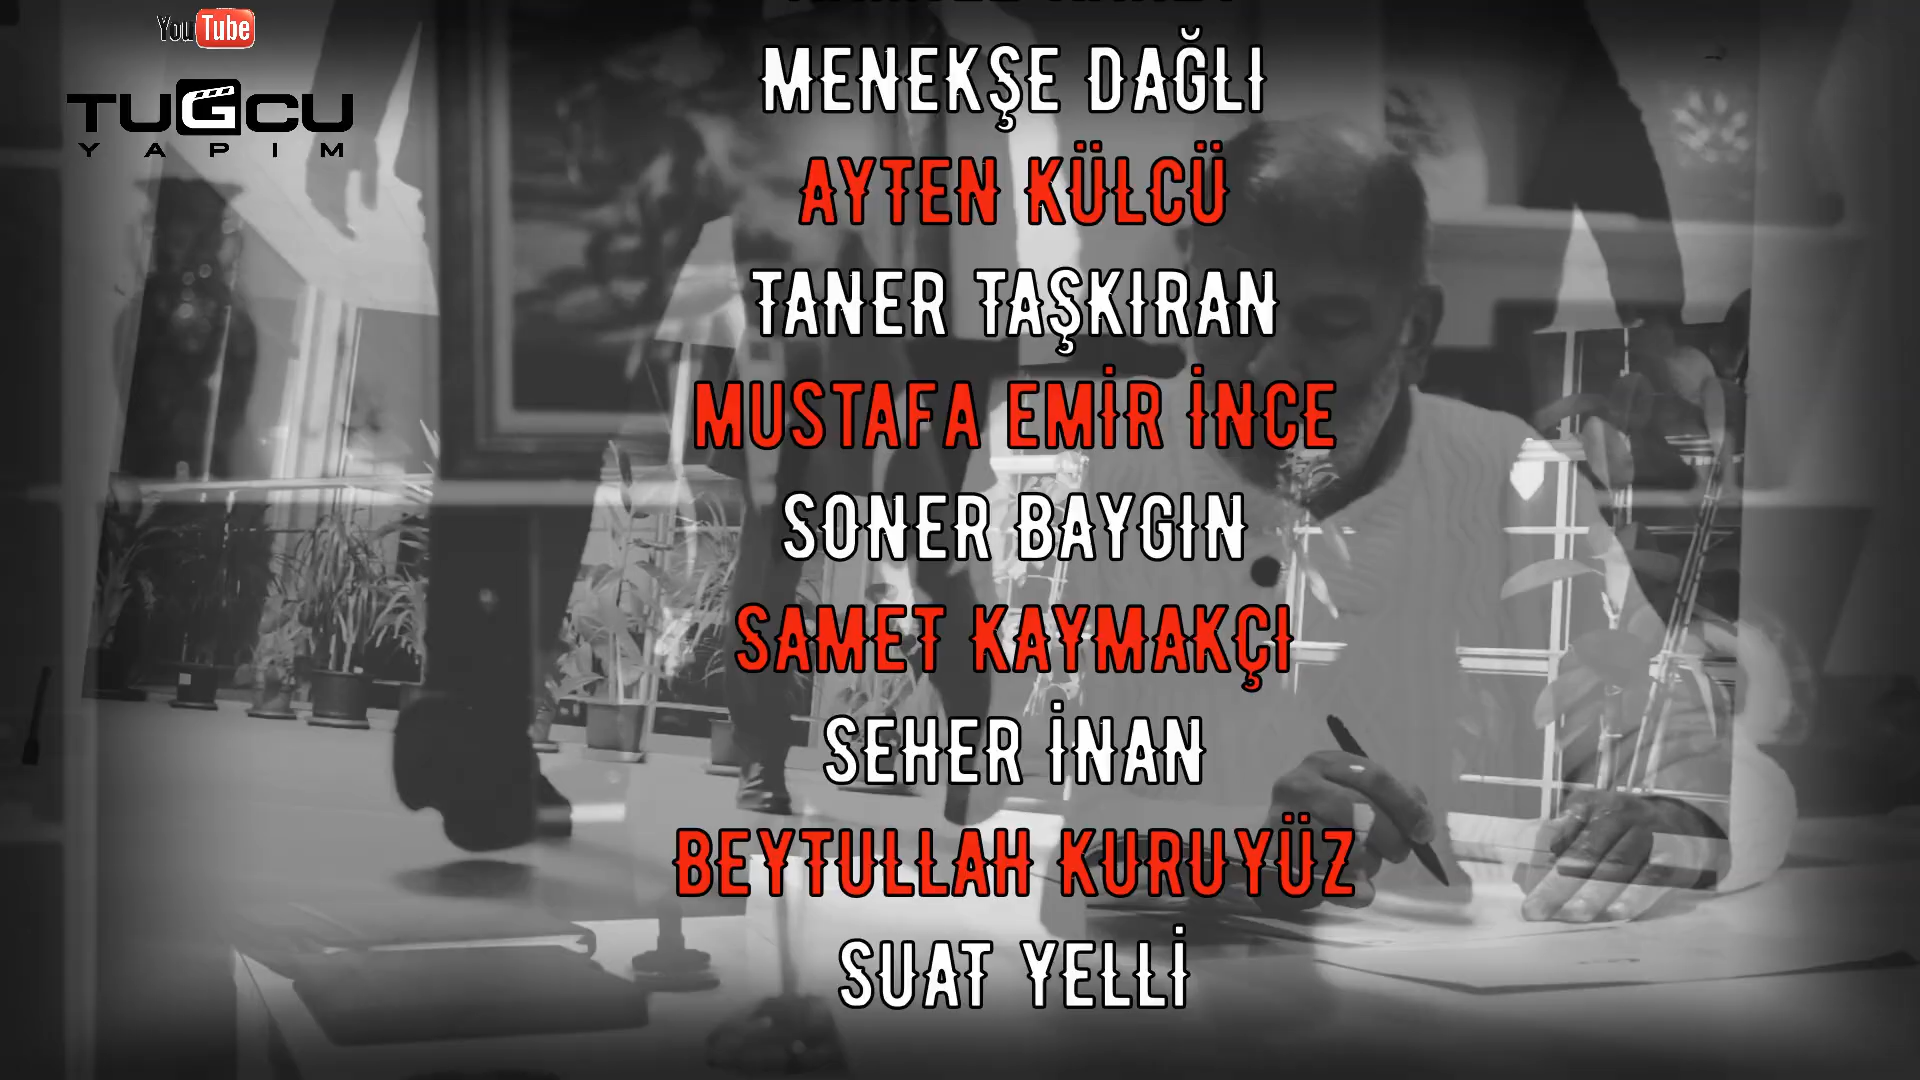 YouTube
TUGCU
YAPIM
MENEKŞE DAĞLI
AYTEN KÜLCÜ
TANER TAŞKIRAN
MUSTAFA EMİR İNCE
SONER BAYGIN
SAMET KAYMAKÇI
SEHER İNAN
BEYTULLAH KURUYÜZ
SUAT YELLİ